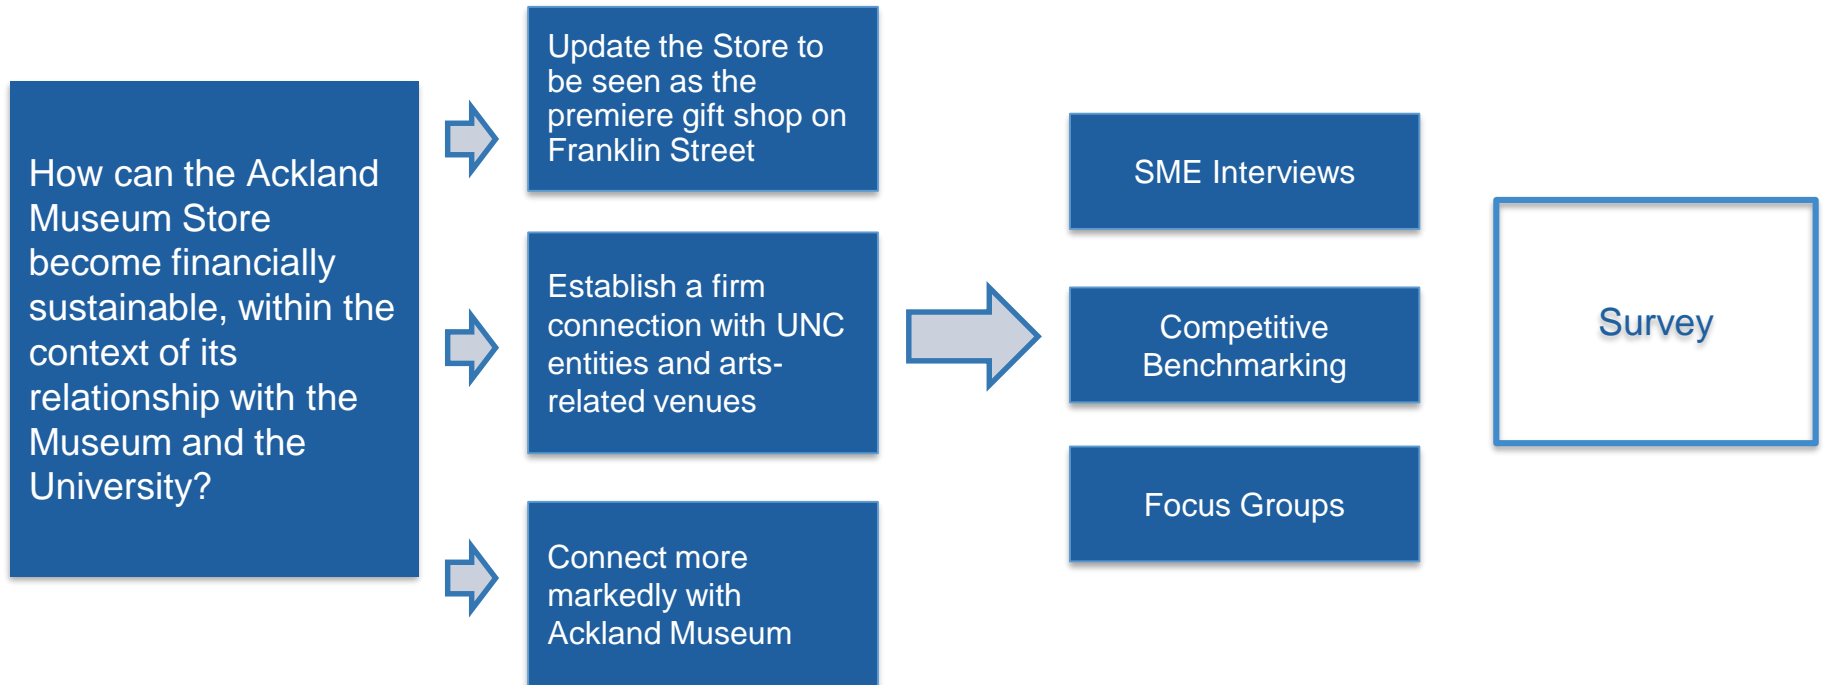 How can the Ackland
Museum Store
become financially
sustainable, within the
context of its
relationship with the
Museum and the
University?
Update the Store to
be seen as the
premiere gift shop on
Franklin Street
Establish a firm
connection with UNC
entities and arts-
related venues
Connect more
markedly with
Ackland Museum
SME Interviews
Competitive
Benchmarking
Focus Groups
Survey